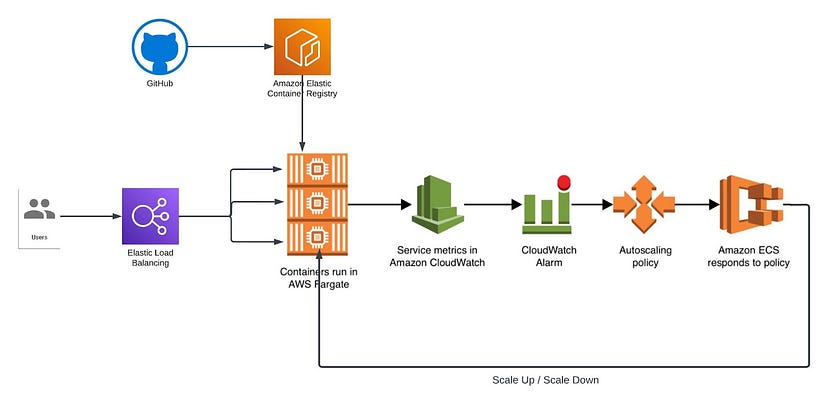 GitHub
Amazon Elastic
Container Registry
Users
Elastic Load
Balancing
Containers run in
AWS Fargate
Service metrics in
Amazon CloudWatch
CloudWatch
Alarm
Autoscaling
policy
Amazon ECS
responds to policy
Scale Up / Scale Down